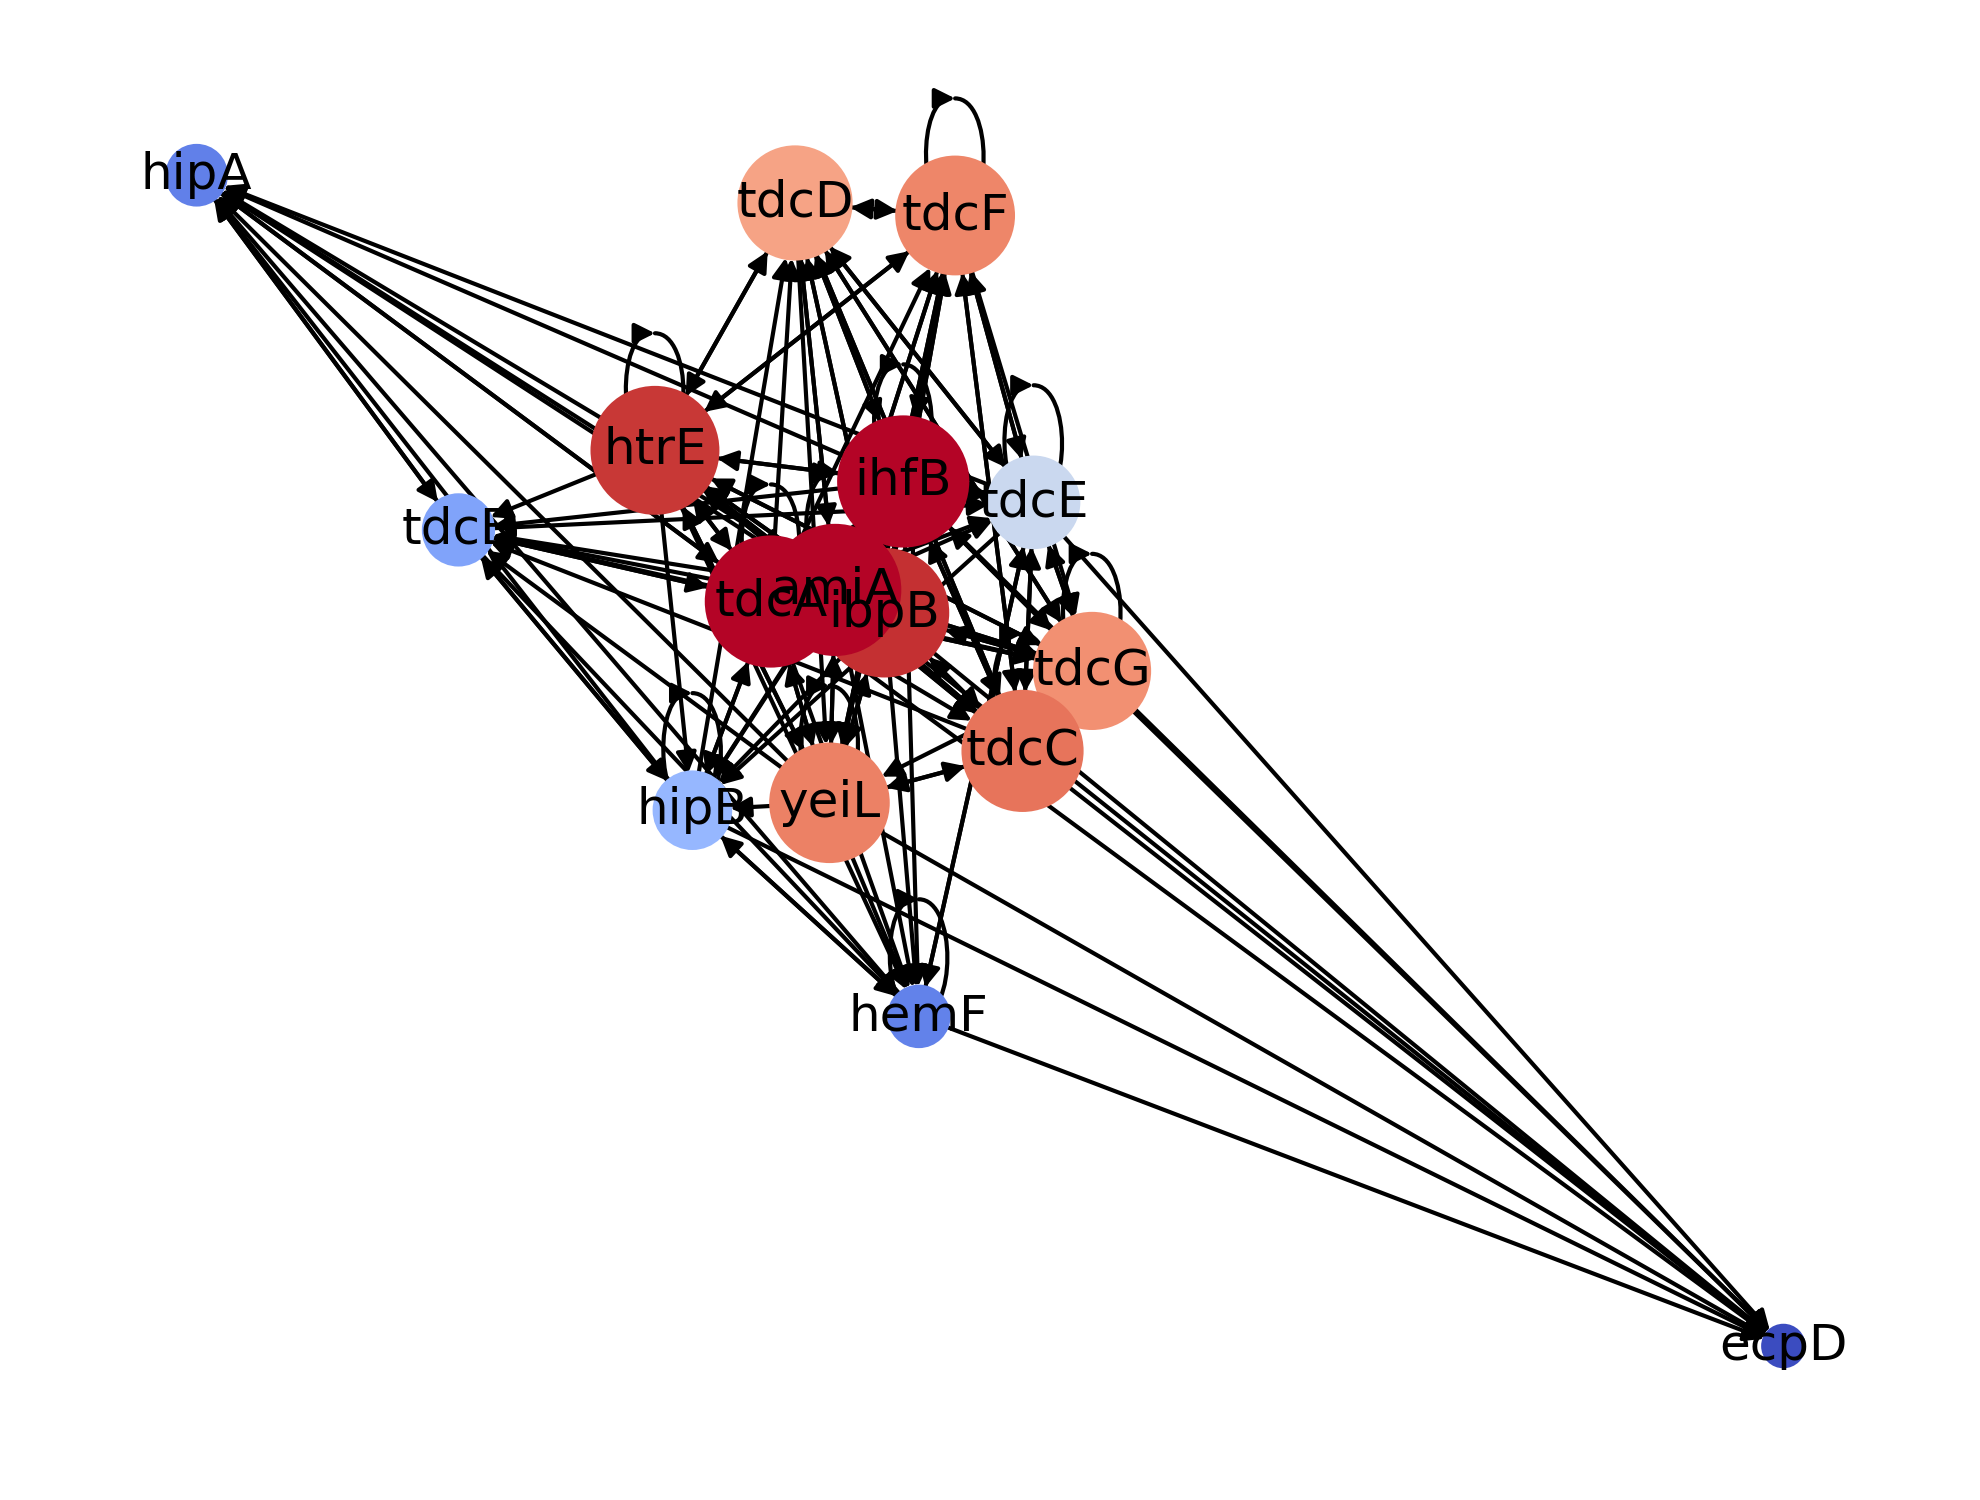 hipA
tdcD
tdcF
htrE
ihfB
tdcE
tdcB
amiA
tdcA
ibpB
tdcG
tdcC
yeiL
hipB
hemF
ecpD